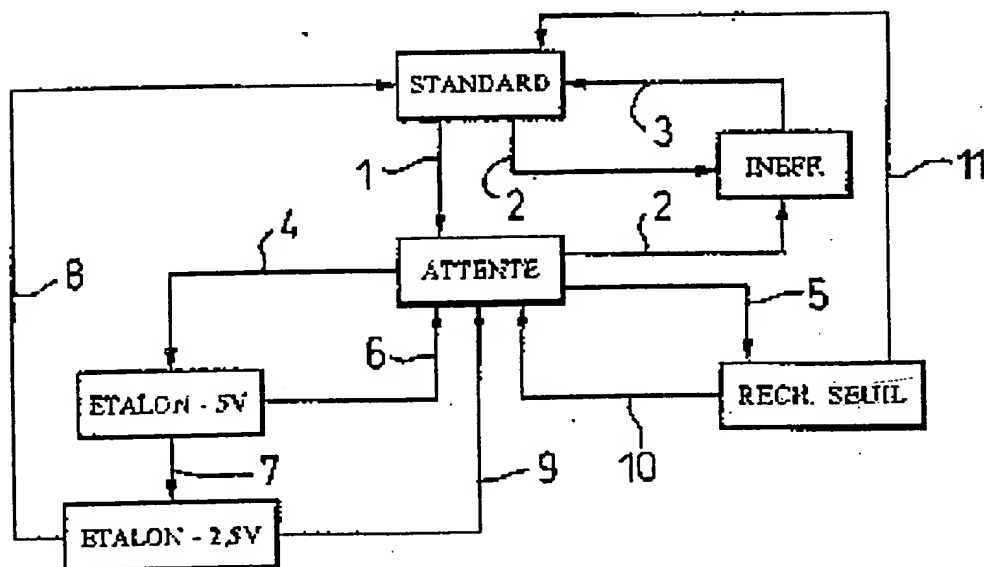 STANDARD
3
1
2
INEFF.
11
4
2
ATTENTE
8
5
6
ETALON - 5V
RECH. SEUIL
7
9
10
ETALON - 2,5V